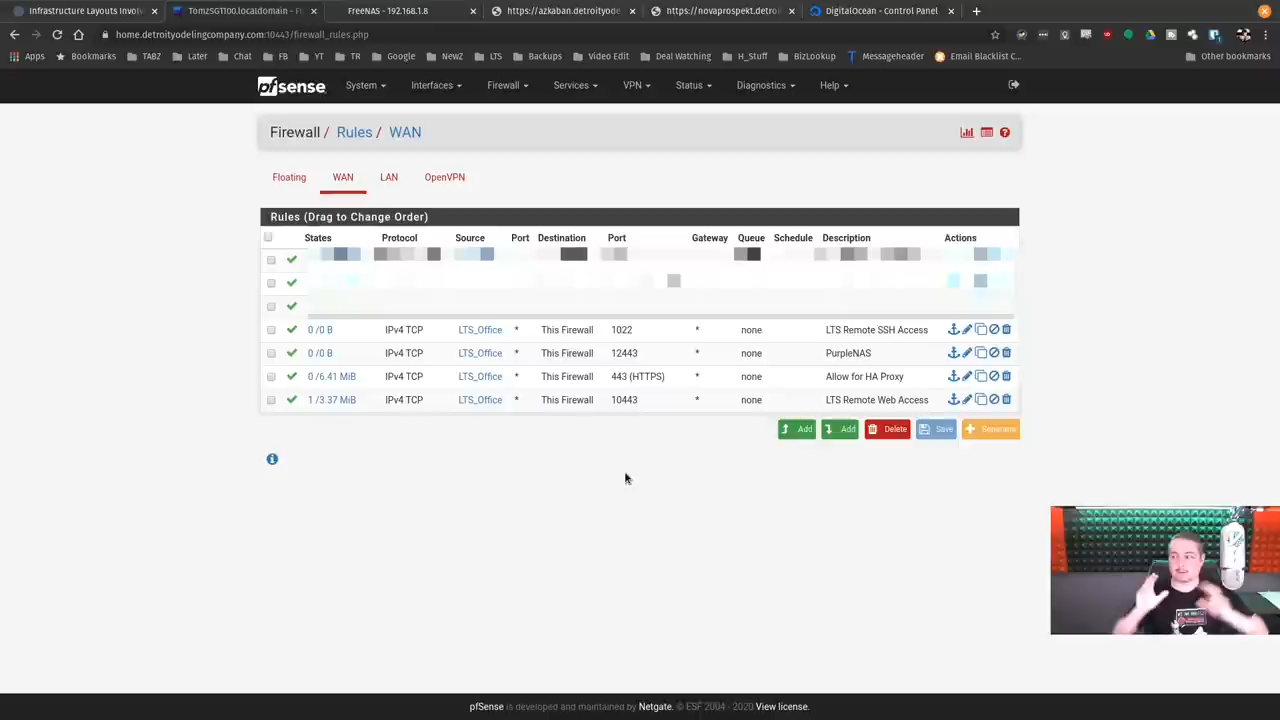 Infrastructure Layouts Involv
TomzSG100.localdomain - F
FreeNAS - 192.168.1.8
https://azkaban.detroityode
https://novaprospekt.detroi
DigitalOcean - Control Panel
home.detroityodelingcompany.com:10443/firewall_rules.php
Apps Bookmarks TABZ Later Chat FB YT TR Google NewZ LTS Backups Video Edit Deal Watching H_Stuff BizLookup Messageheader Email Blacklist C... Other bookmarks
pfsense System Interfaces Firewall Services VPN Status Diagnostics Help
Firewall / Rules / WAN
Floating WAN LAN OpenVPN
Rules (Drag to Change Order)
States Protocol Source Port Destination Port Gateway Queue Schedule Description Actions
0 /0 B IPv4 TCP LTS_Office * This Firewall 1022 * none LTS Remote SSH Access
0 /0 B IPv4 TCP LTS_Office * This Firewall 12443 * none PurpleNAS
0 /6.41 MiB IPv4 TCP LTS_Office * This Firewall 443 (HTTPS) * none Allow for HA Proxy
1 /3.37 MiB IPv4 TCP LTS_Office * This Firewall 10443 * none LTS Remote Web Access
Add Add Delete Save
pfSense is developed and maintained by Netgate. © ESF 2004 - 2020 View license.